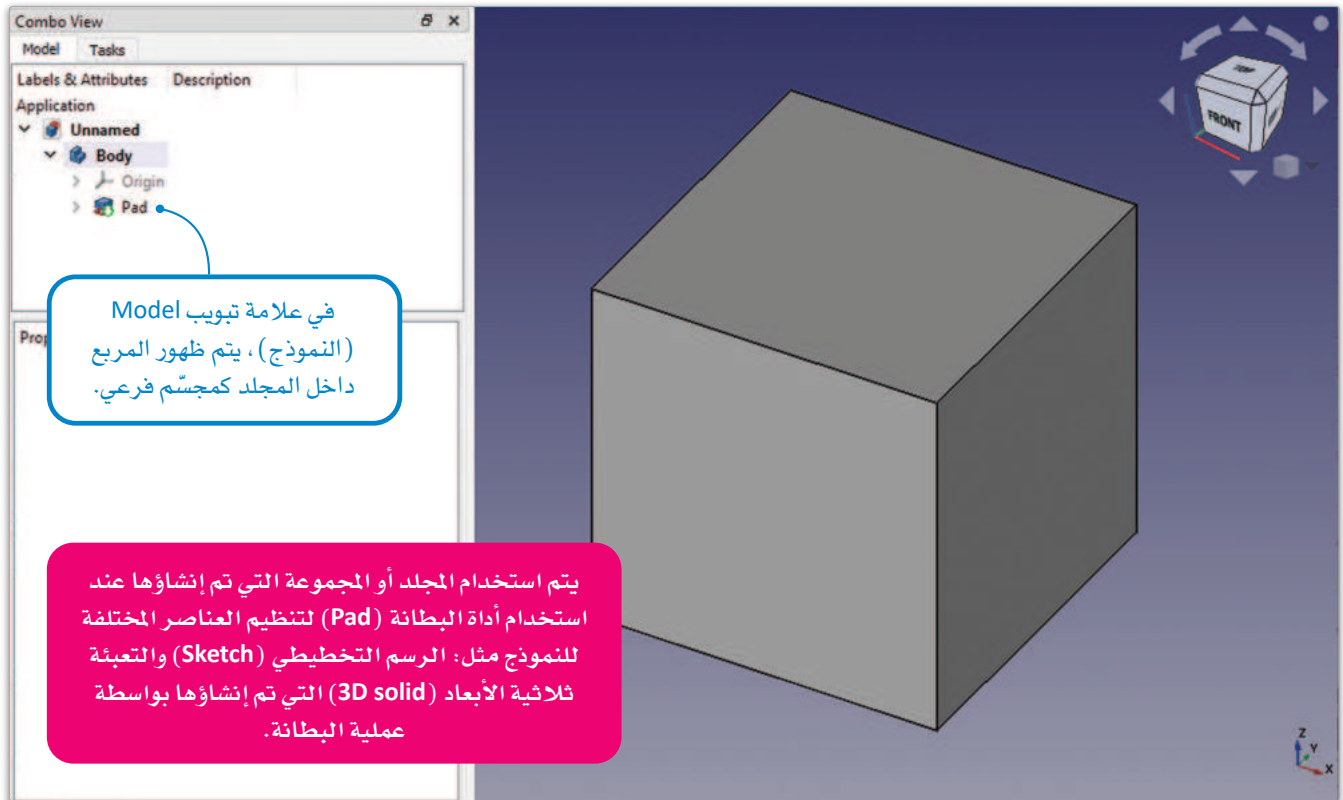 Combo View
Model Tasks
Labels & Attributes Description
Application
Unnamed
Body
Origin
Pad
في علامة تبويب Model
(النموذج)، يتم ظهور المربع
داخل المجلد كمجسّم فرعي.
Prop
يتم استخدام المجلد أو المجموعة التي تم إنشاؤها عند
استخدام أداة البطانة (Pad) لتنظيم العناصر المختلفة
للنموذج مثل: الرسم التخطيطي (Sketch) والتعبئة
ثلاثية الأبعاد (3D solid) التي تم إنشاؤها بواسطة
عملية البطانة.
TOP
FRONT
Z
Y
X